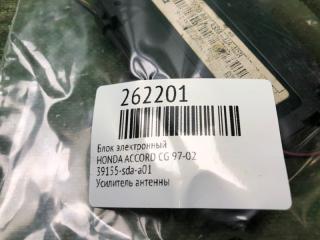 262201
Блок электронный
HONDA ACCORD CG 97-02
39155-sda-a01
Усилитель антенны